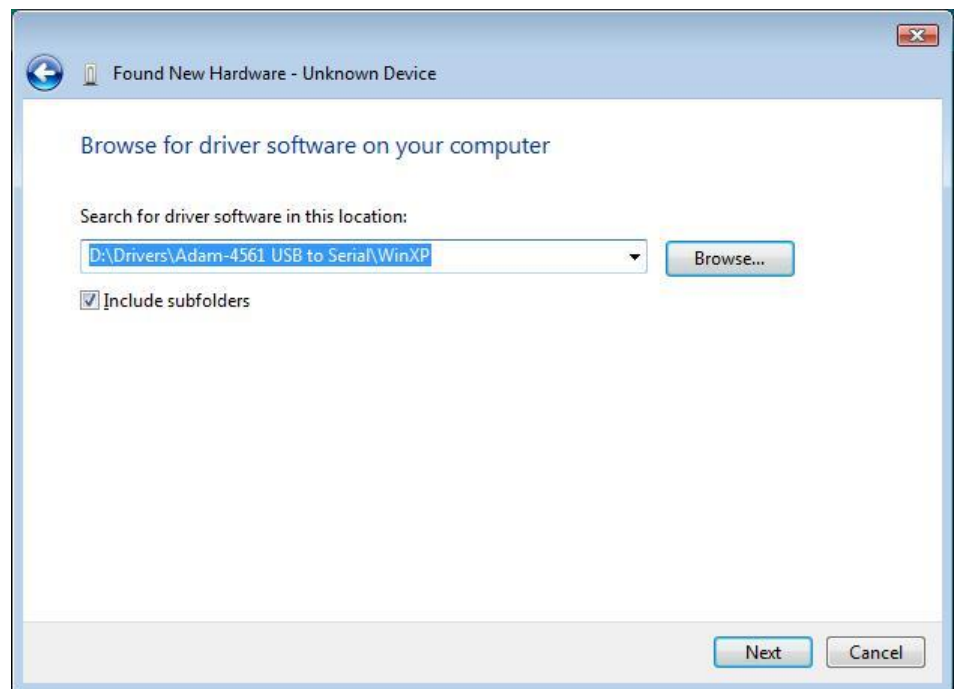 Found New Hardware - Unknown Device
Browse for driver software on your computer
Search for driver software in this location:
D:\Drivers\Adam-4561 USB to Serial\WinXP
Browse...
Include subfolders
Next
Cancel